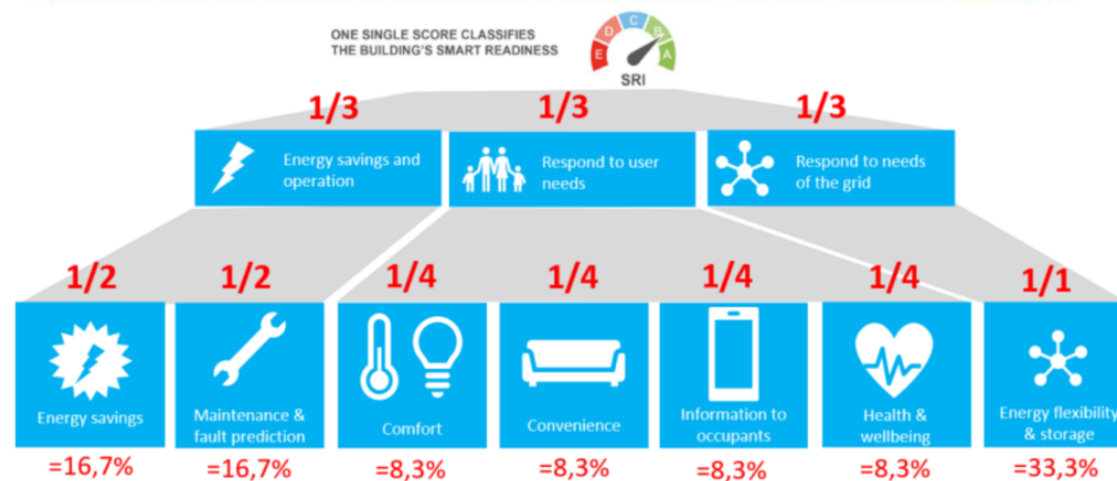 ONE SINGLE SCORE CLASSIFIES
THE BUILDING'S SMART READINESS
E
D
C
B
A
SRI
1/3
1/3
1/3
Energy savings and
operation
Respond to user
needs
Respond to needs
of the grid
1/2
1/2
1/4
1/4
1/4
1/4
1/1
Energy savings
Maintenance &
fault prediction
Comfort
Convenience
Information to
occupants
Health &
wellbeing
Energy flexibility
& storage
=16,7%
=16,7%
=8,3%
=8,3%
=8,3%
=8,3%
=33,3%